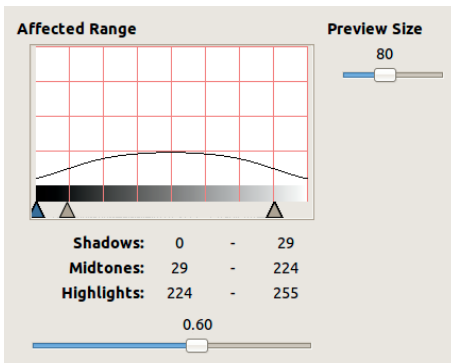 Affected Range
Preview Size
80
Shadows: 0 - 29
Midtones: 29 - 224
Highlights: 224 - 255
0.60